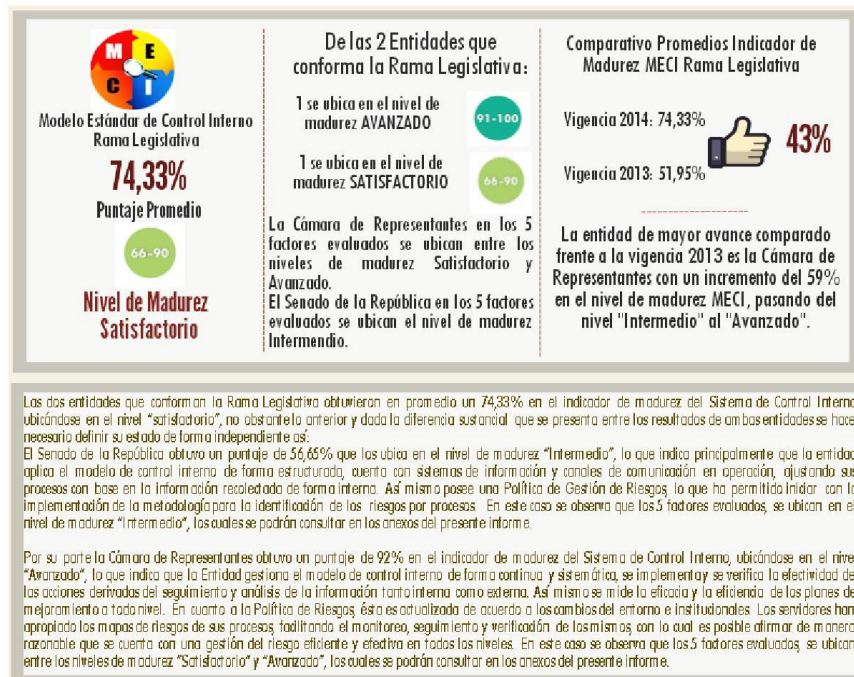 M E
C I
Modelo Estándar de Control Interno
Rama Legislativa
74,33%
Puntaje Promedio
66-90
Nivel de Madurez
Satisfactorio
De las 2 Entidades que
conforma la Rama Legislativa:
1 se ubica en el nivel de
madurez AVANZADO
91-100
1 se ubica en el nivel de
madurez SATISFACTORIO
66-90
La Cámara de Representantes en los 5
factores evaluados se ubican entre los
niveles de madurez Satisfactorio y
Avanzado.
El Senado de la República en los 5 factores
evaluados se ubican el nivel de madurez
Intermendio.
Comparativo Promedios Indicador de
Madurez MECI Rama Legislativa
Vigencia 2014: 74,33%
43%
Vigencia 2013: 51,95%
La entidad de mayor avance comparado
frente a la vigencia 2013 es la Cámara de
Representantes con un incremento del 59%
en el nivel de madurez MECI, pasando del
nivel "Intermedio" al "Avanzado".
Las dos entidades que conforman la Rama Legislativa obtuvieron en promedio un 74,33% en el indicador de madurez del Sistema de Control Interno
ubicándose en el nivel "satisfactorio", no obstante lo anterior y dada la diferencia sustancial que se presenta entre los resultados de ambas entidades se hace
necesario definir su estado de forma independiente así:
El Senado de la República obtuvo un puntaje de 56,65% que los ubica en el nivel de madurez "Intermedio", lo que indica principalmente que la entidad
aplica el modelo de control interno de forma estructurada, cuenta con sistemas de información y canales de comunicación en operación, ajustando sus
procesos con base en la información recolectada de forma interna. Así mismo posee una Política de Gestión de Riesgos, lo que ha permitido iniciar con la
implementación de la metodología para la identificación de los riesgos por procesos. En este caso se observa que los 5 factores evaluados, se ubican en el
nivel de madurez "Intermedio", los cuales se podrán consultar en los anexos del presente informe.
Por su parte la Cámara de Representantes obtuvo un puntaje de 92% en el indicador de madurez del Sistema de Control Interno, ubicándose en el nive
"Avanzado", lo que indica que la Entidad gestiona el modelo de control interno de forma continua y sistemática, se implementa y se verifica la efectividad de
las acciones derivadas del seguimiento y análisis de la información tanto interna como externa. Así mismo se mide la eficacia y la eficiencia de los planes de
mejoramiento a todo nivel. En cuanto a la Política de Riesgos, ésta es actualizada de acuerdo a los cambios del entorno e institucionales. Los servidores han
apropiado los mapas de riesgos de sus procesos, facilitando el monitoreo, seguimiento y verificación de los mismos, con lo cual es posible afirmar de manera
razonable que se cuenta con una gestión del riesgo eficiente y efectiva en todos los niveles. En este caso se observa que los 5 factores evaluados, se ubican
entre los niveles de madurez "Satisfactorio" y "Avanzado", los cuales se podrán consultar en los anexos del presente informe.